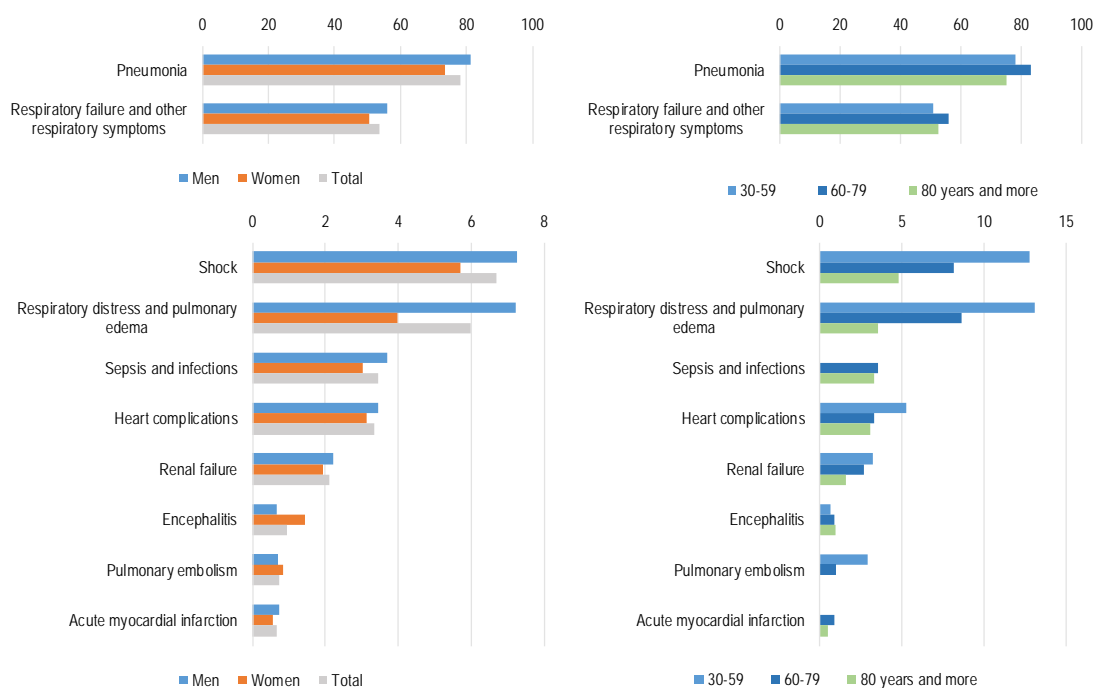 0 20 40 60 80 100
Pneumonia
Respiratory failure and other
respiratory symptoms
Men Women Total
0 20 40 60 80 100
Pneumonia
Respiratory failure and other
respiratory symptoms
30-59 60-79 80 years and more
0 2 4 6 8
Shock
Respiratory distress and pulmonary
edema
Sepsis and infections
Heart complications
Renal failure
Encephalitis
Pulmonary embolism
Acute myocardial infarction
Men Women Total
0 5 10 15
Shock
Respiratory distress and pulmonary
edema
Sepsis and infections
Heart complications
Renal failure
Encephalitis
Pulmonary embolism
Acute myocardial infarction
30-59 60-79 80 years and more